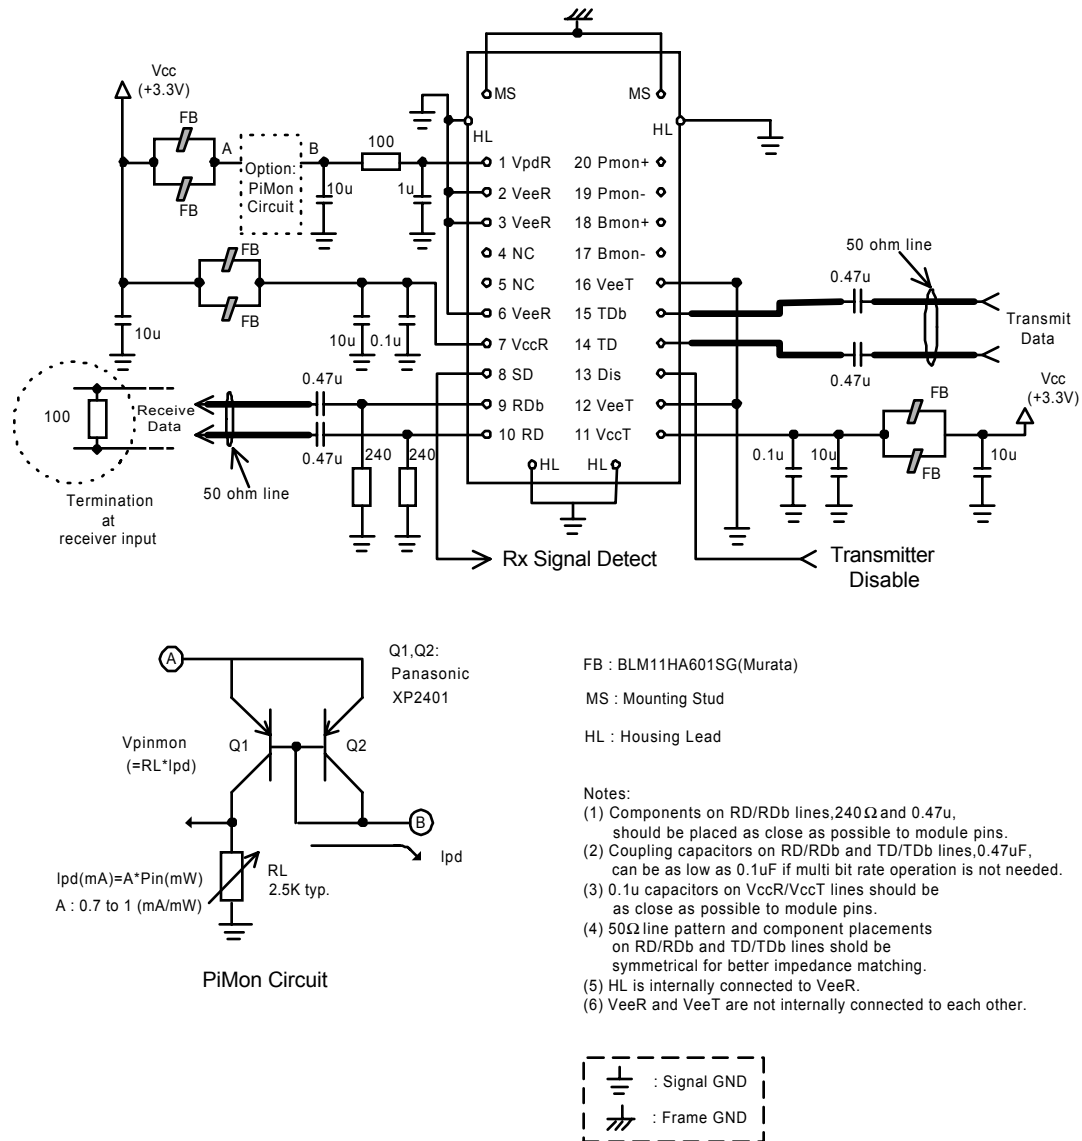 Vcc
(+3.3V)
FB
A
B
FB
Option:
PiMon
Circuit
10u
100
1u
FB
FB
10u
10u
0.1u
MS
MS
HL
HL
1 VpdR
2 VeeR
3 VeeR
4 NC
5 NC
6 VeeR
7 VccR
8 SD
9 RDb
10 RD
20 Pmon+
19 Pmon-
18 Bmon+
17 Bmon-
16 VeeT
15 TDb
14 TD
13 Dis
12 VeeT
11 VccT
HL
HL
50 ohm line
0.47u
0.47u
Transmit
Data
Vcc
(+3.3V)
FB
FB
0.1u
10u
10u
100
Receive
Data
0.47u
0.47u
240
240
50 ohm line
Termination
at
receiver input
Rx Signal Detect
Transmitter
Disable
A
Q1,Q2:
Panasonic
XP2401
Vpinmon
(=RL*Ipd)
Q1
Q2
B
Ipd
RL
2.5K typ.
Ipd(mA)=A*Pin(mW)
A : 0.7 to 1 (mA/mW)
PiMon Circuit
FB : BLM11HA601SG(Murata)
MS : Mounting Stud
HL : Housing Lead
Notes:
(1) Components on RD/RDb lines,240Ω and 0.47u,
should be placed as close as possible to module pins.
(2) Coupling capacitors on RD/RDb and TD/TDb lines,0.47uF,
can be as low as 0.1uF if multi bit rate operation is not needed.
(3) 0.1u capacitors on VccR/VccT lines should be
as close as possible to module pins.
(4) 50Ω line pattern and component placements
on RD/RDb and TD/TDb lines shold be
symmetrical for better impedance matching.
(5) HL is internally connected to VeeR.
(6) VeeR and VeeT are not internally connected to each other.
: Signal GND
: Frame GND